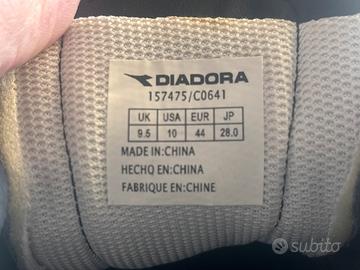 DIADORA
157475/C0641
UK USA EUR JP
9.5 10 44 28.0
MADE IN:CHINA
HECHO EN:CHINA
FABRIQUE EN:CHINE
subito